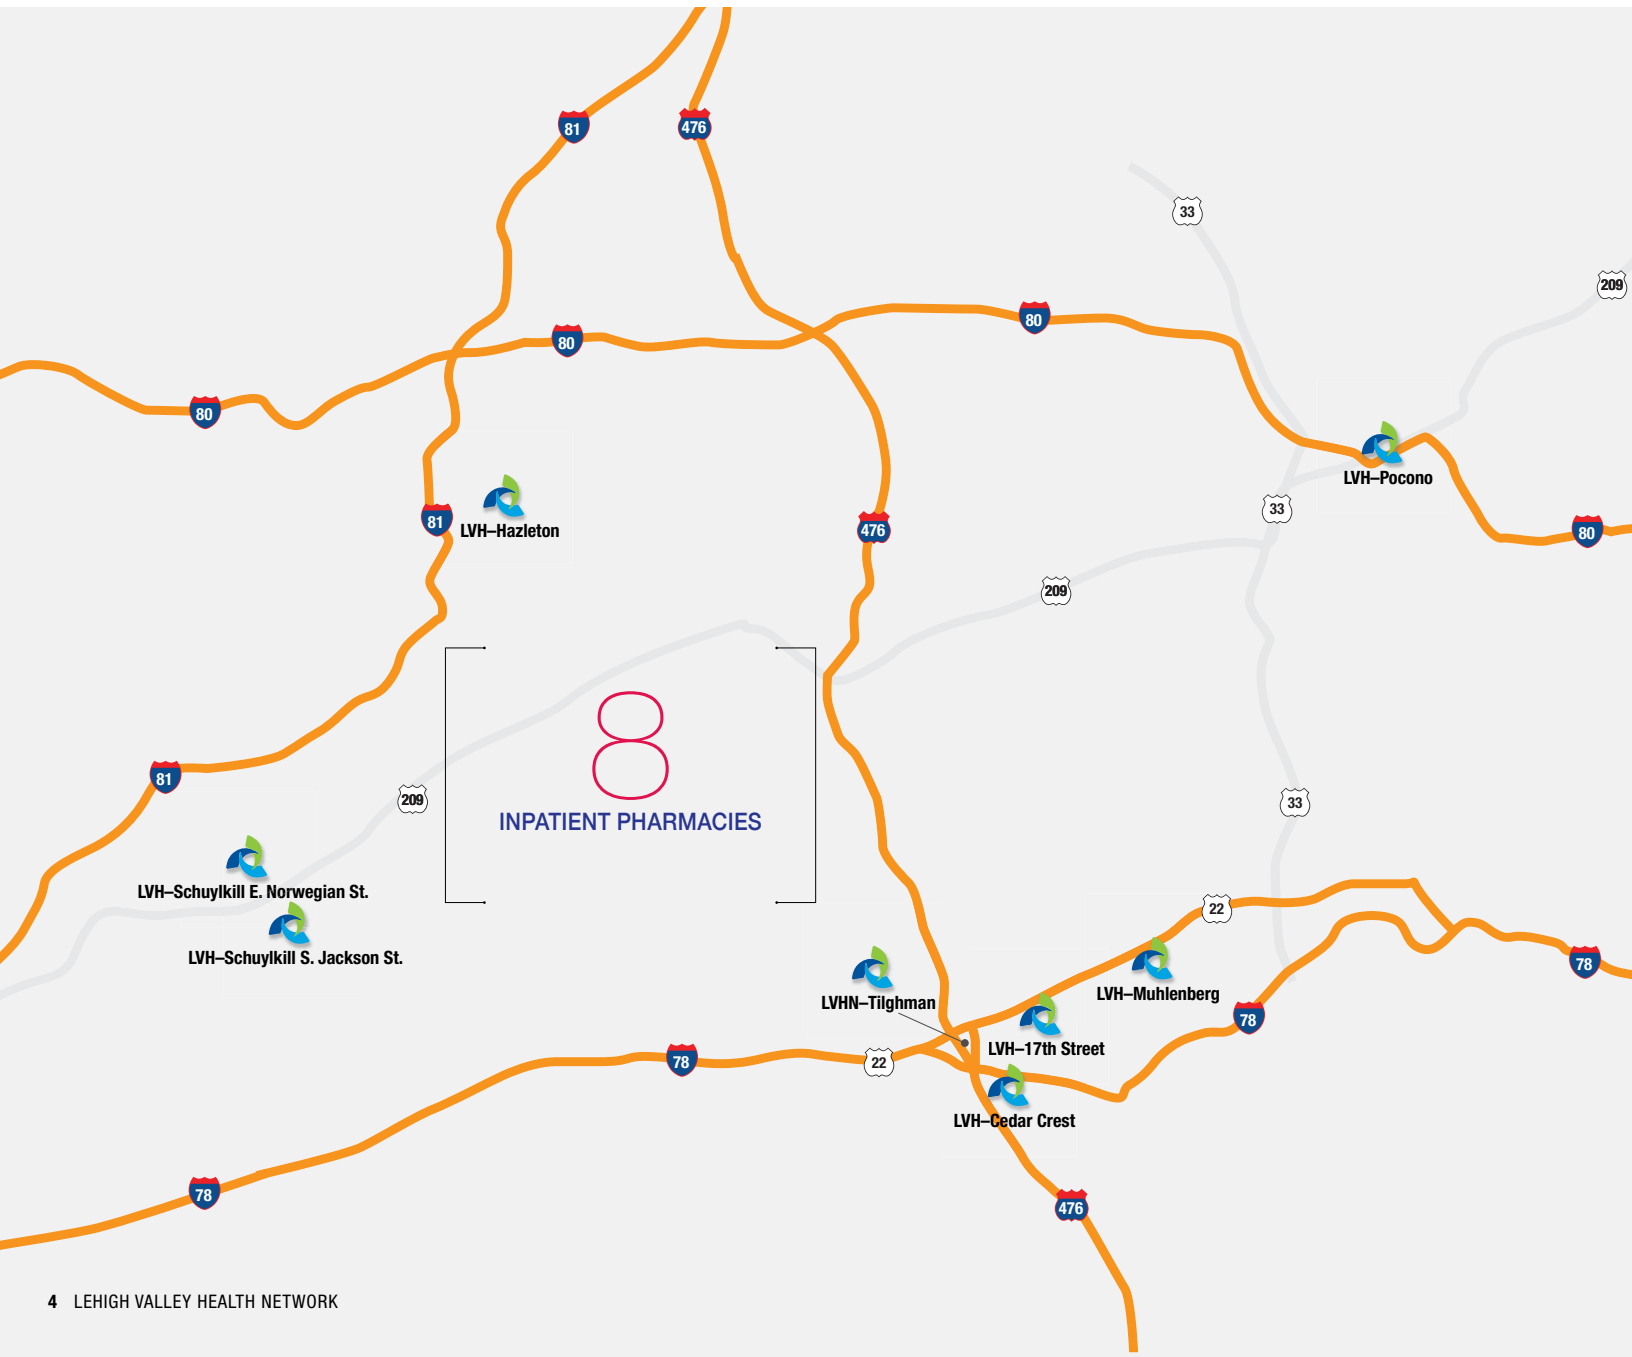 81
476
33
209
80
80
80
LVH–Pocono
81
LVH–Hazleton
33
476
80
209
8
INPATIENT PHARMACIES
81
209
33
LVH–Schuylkill E. Norwegian St.
22
LVH–Schuylkill S. Jackson St.
78
LVHN–Tilghman
LVH–Muhlenberg
78
LVH–17th Street
78
22
LVH–Cedar Crest
78
476
4 LEHIGH VALLEY HEALTH NETWORK